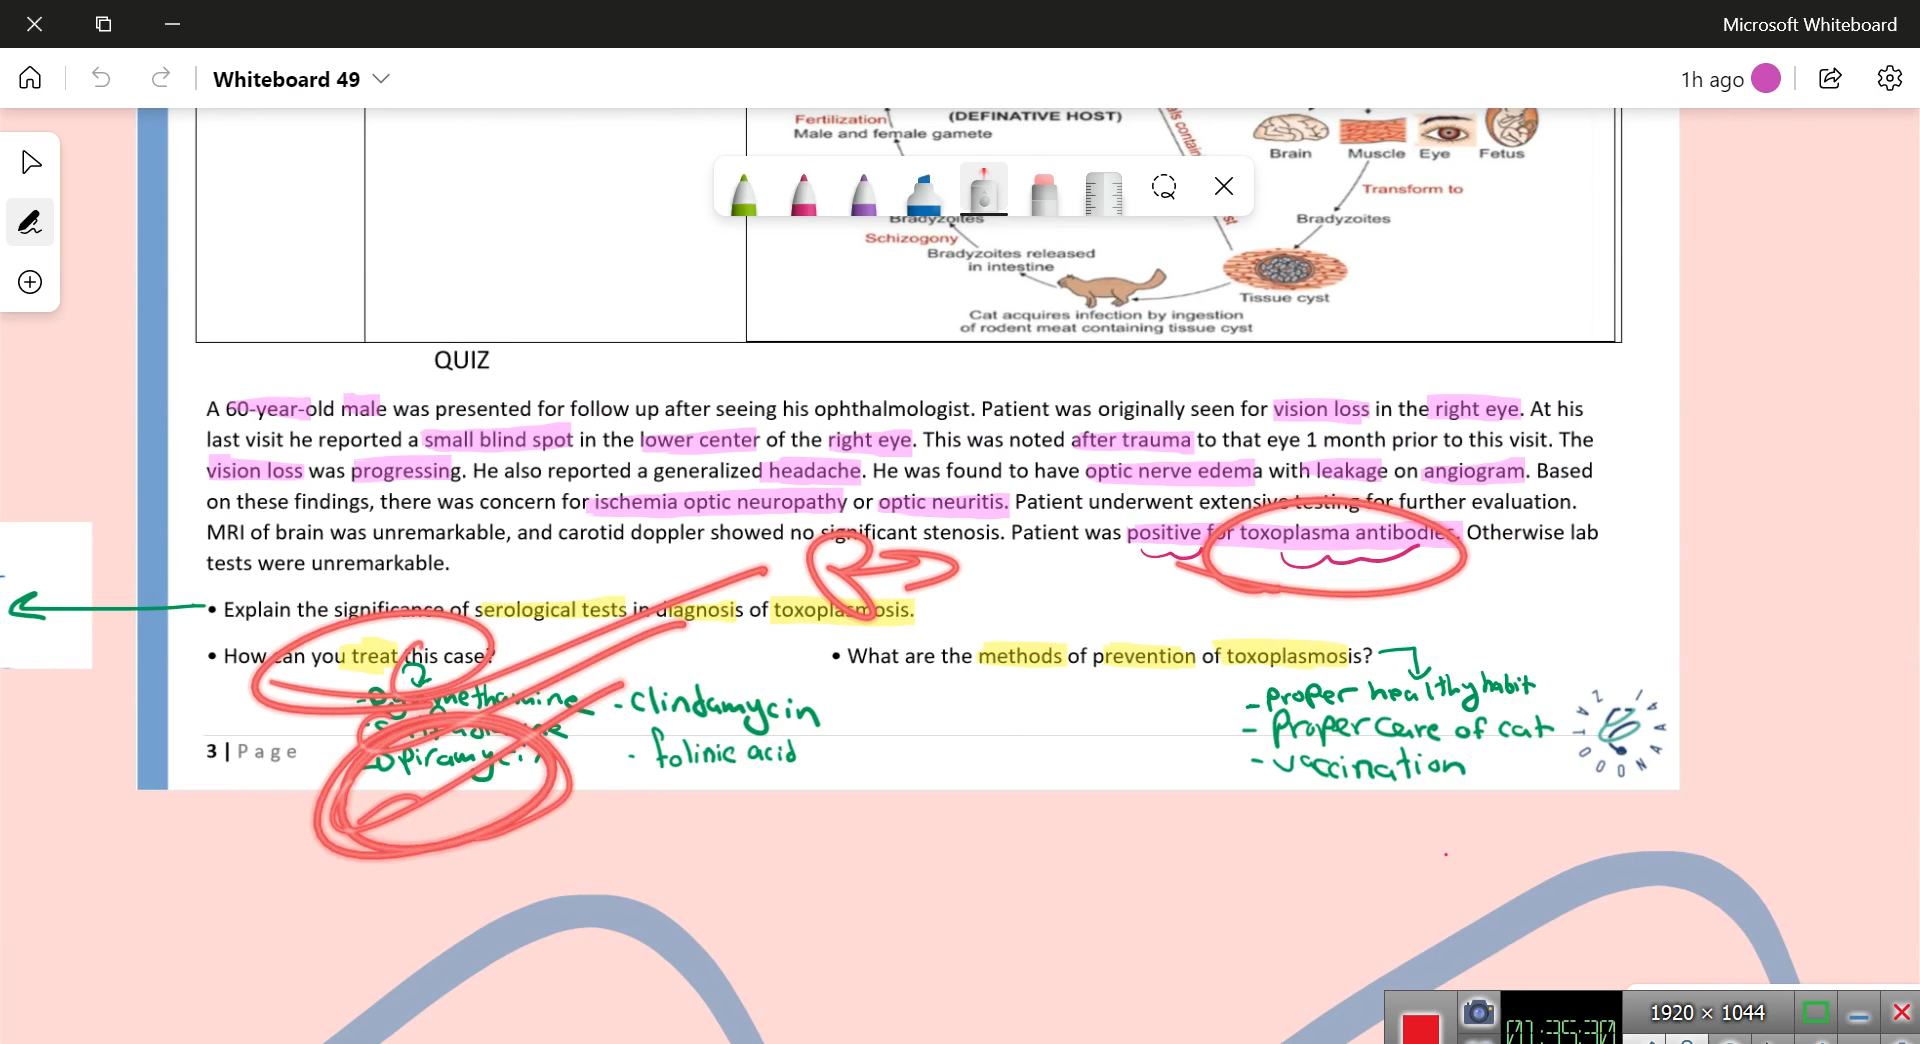 Microsoft Whiteboard
Whiteboard 49
1h ago
Fertilization
Male and female gamete
(DEFINATIVE HOST)
Brain Muscle Eye Fetus
Transform to
Bradyzoites
Bradyzoites
Schizogony
Bradyzoites released
in intestine
Tissue cyst
Cat acquires infection by ingestion
of rodent meat containing tissue cyst
QUIZ
A 60-year-old male was presented for follow up after seeing his ophthalmologist. Patient was originally seen for vision loss in the right eye. At his
last visit he reported a small blind spot in the lower center of the right eye. This was noted after trauma to that eye 1 month prior to this visit. The
vision loss was progressing. He also reported a generalized headache. He was found to have optic nerve edema with leakage on angiogram. Based
on these findings, there was concern for ischemia optic neuropathy or optic neuritis. Patient underwent extensive testing for further evaluation.
MRI of brain was unremarkable, and carotid doppler showed no significant stenosis. Patient was positive for toxoplasma antibodies. Otherwise lab
tests were unremarkable.
• Explain the significance of serological tests in diagnosis of toxoplasmosis.
• How can you treat this case?
• What are the methods of prevention of toxoplasmosis?
- clindamycin
- folinic acid
- Spiramycin
- proper healthy habit
- Proper care of cat
- vaccination
3 | Page
1920 × 1044
01:35:30